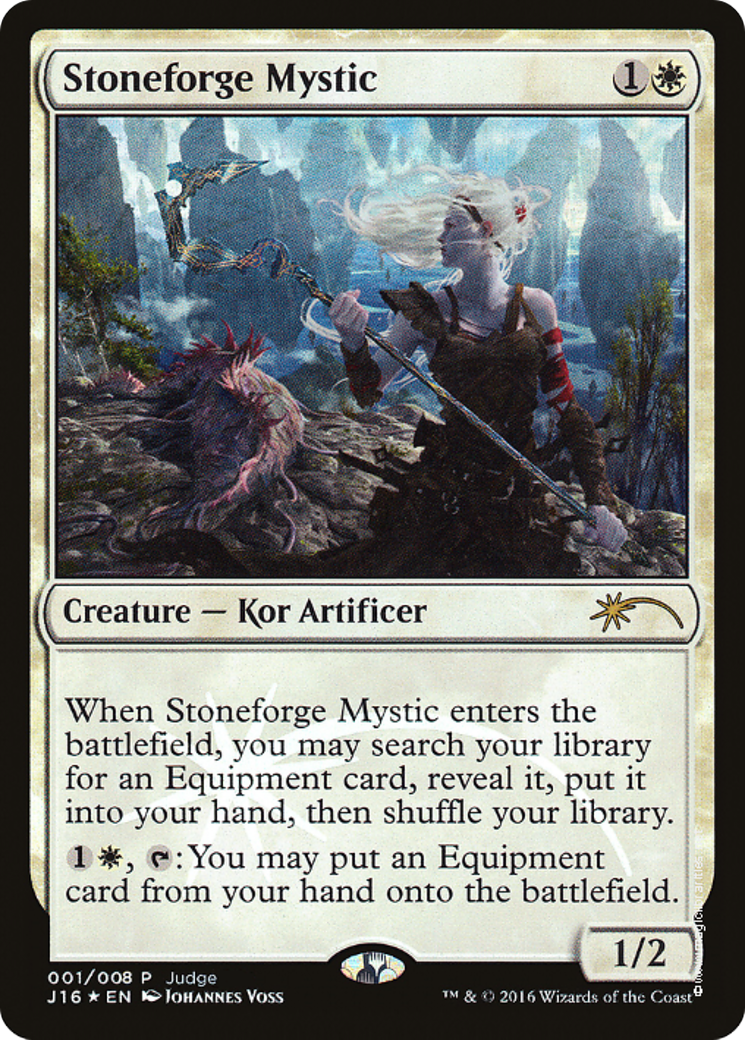 Stoneforge Mystic 1
Creature — Kor Artificer
When Stoneforge Mystic enters the
battlefield, you may search your library
for an Equipment card, reveal it, put it
into your hand, then shuffle your library.
1 , : You may put an Equipment
card from your hand onto the battlefield.
1/2
001/008 P Judge
J16 ★ EN Johannes Voss
™ & © 2016 Wizards of the Coast